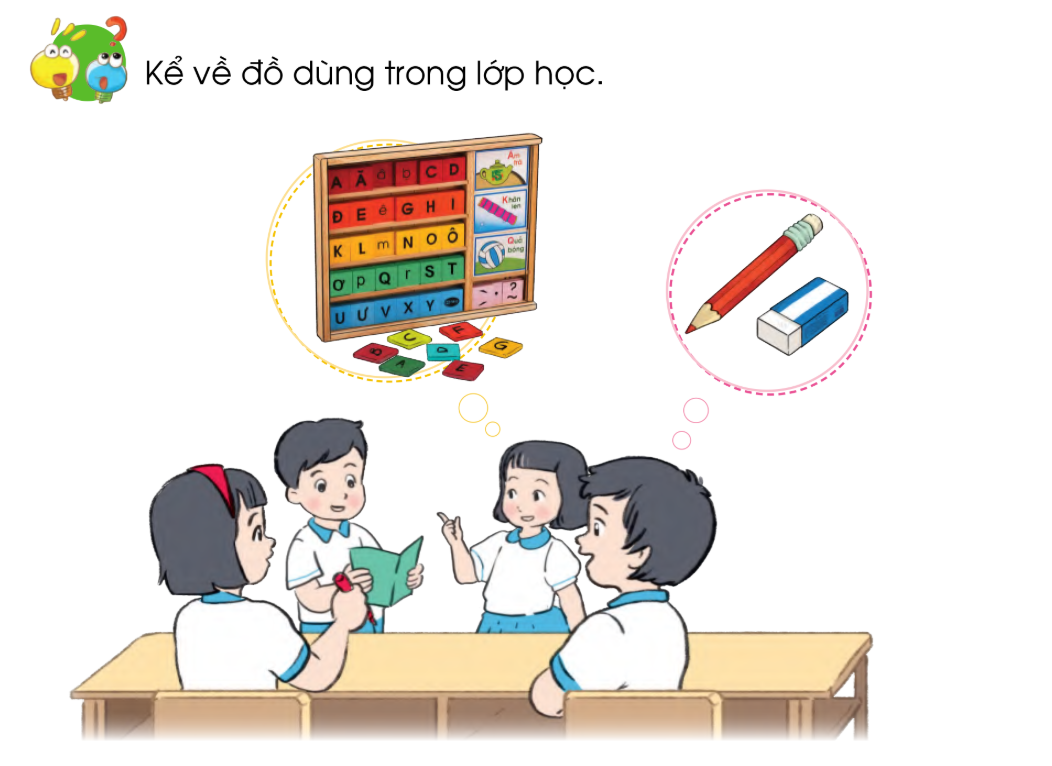 Kể về đồ dùng trong lớp học.
A Ă â b C D
Đ E ê G H I
K L m N O Ô
Ơ p Q r S T
U Ư V X Y
Ấm
trà
Khăn
len
Quả
bóng
? ~
C F
B Q G
A E